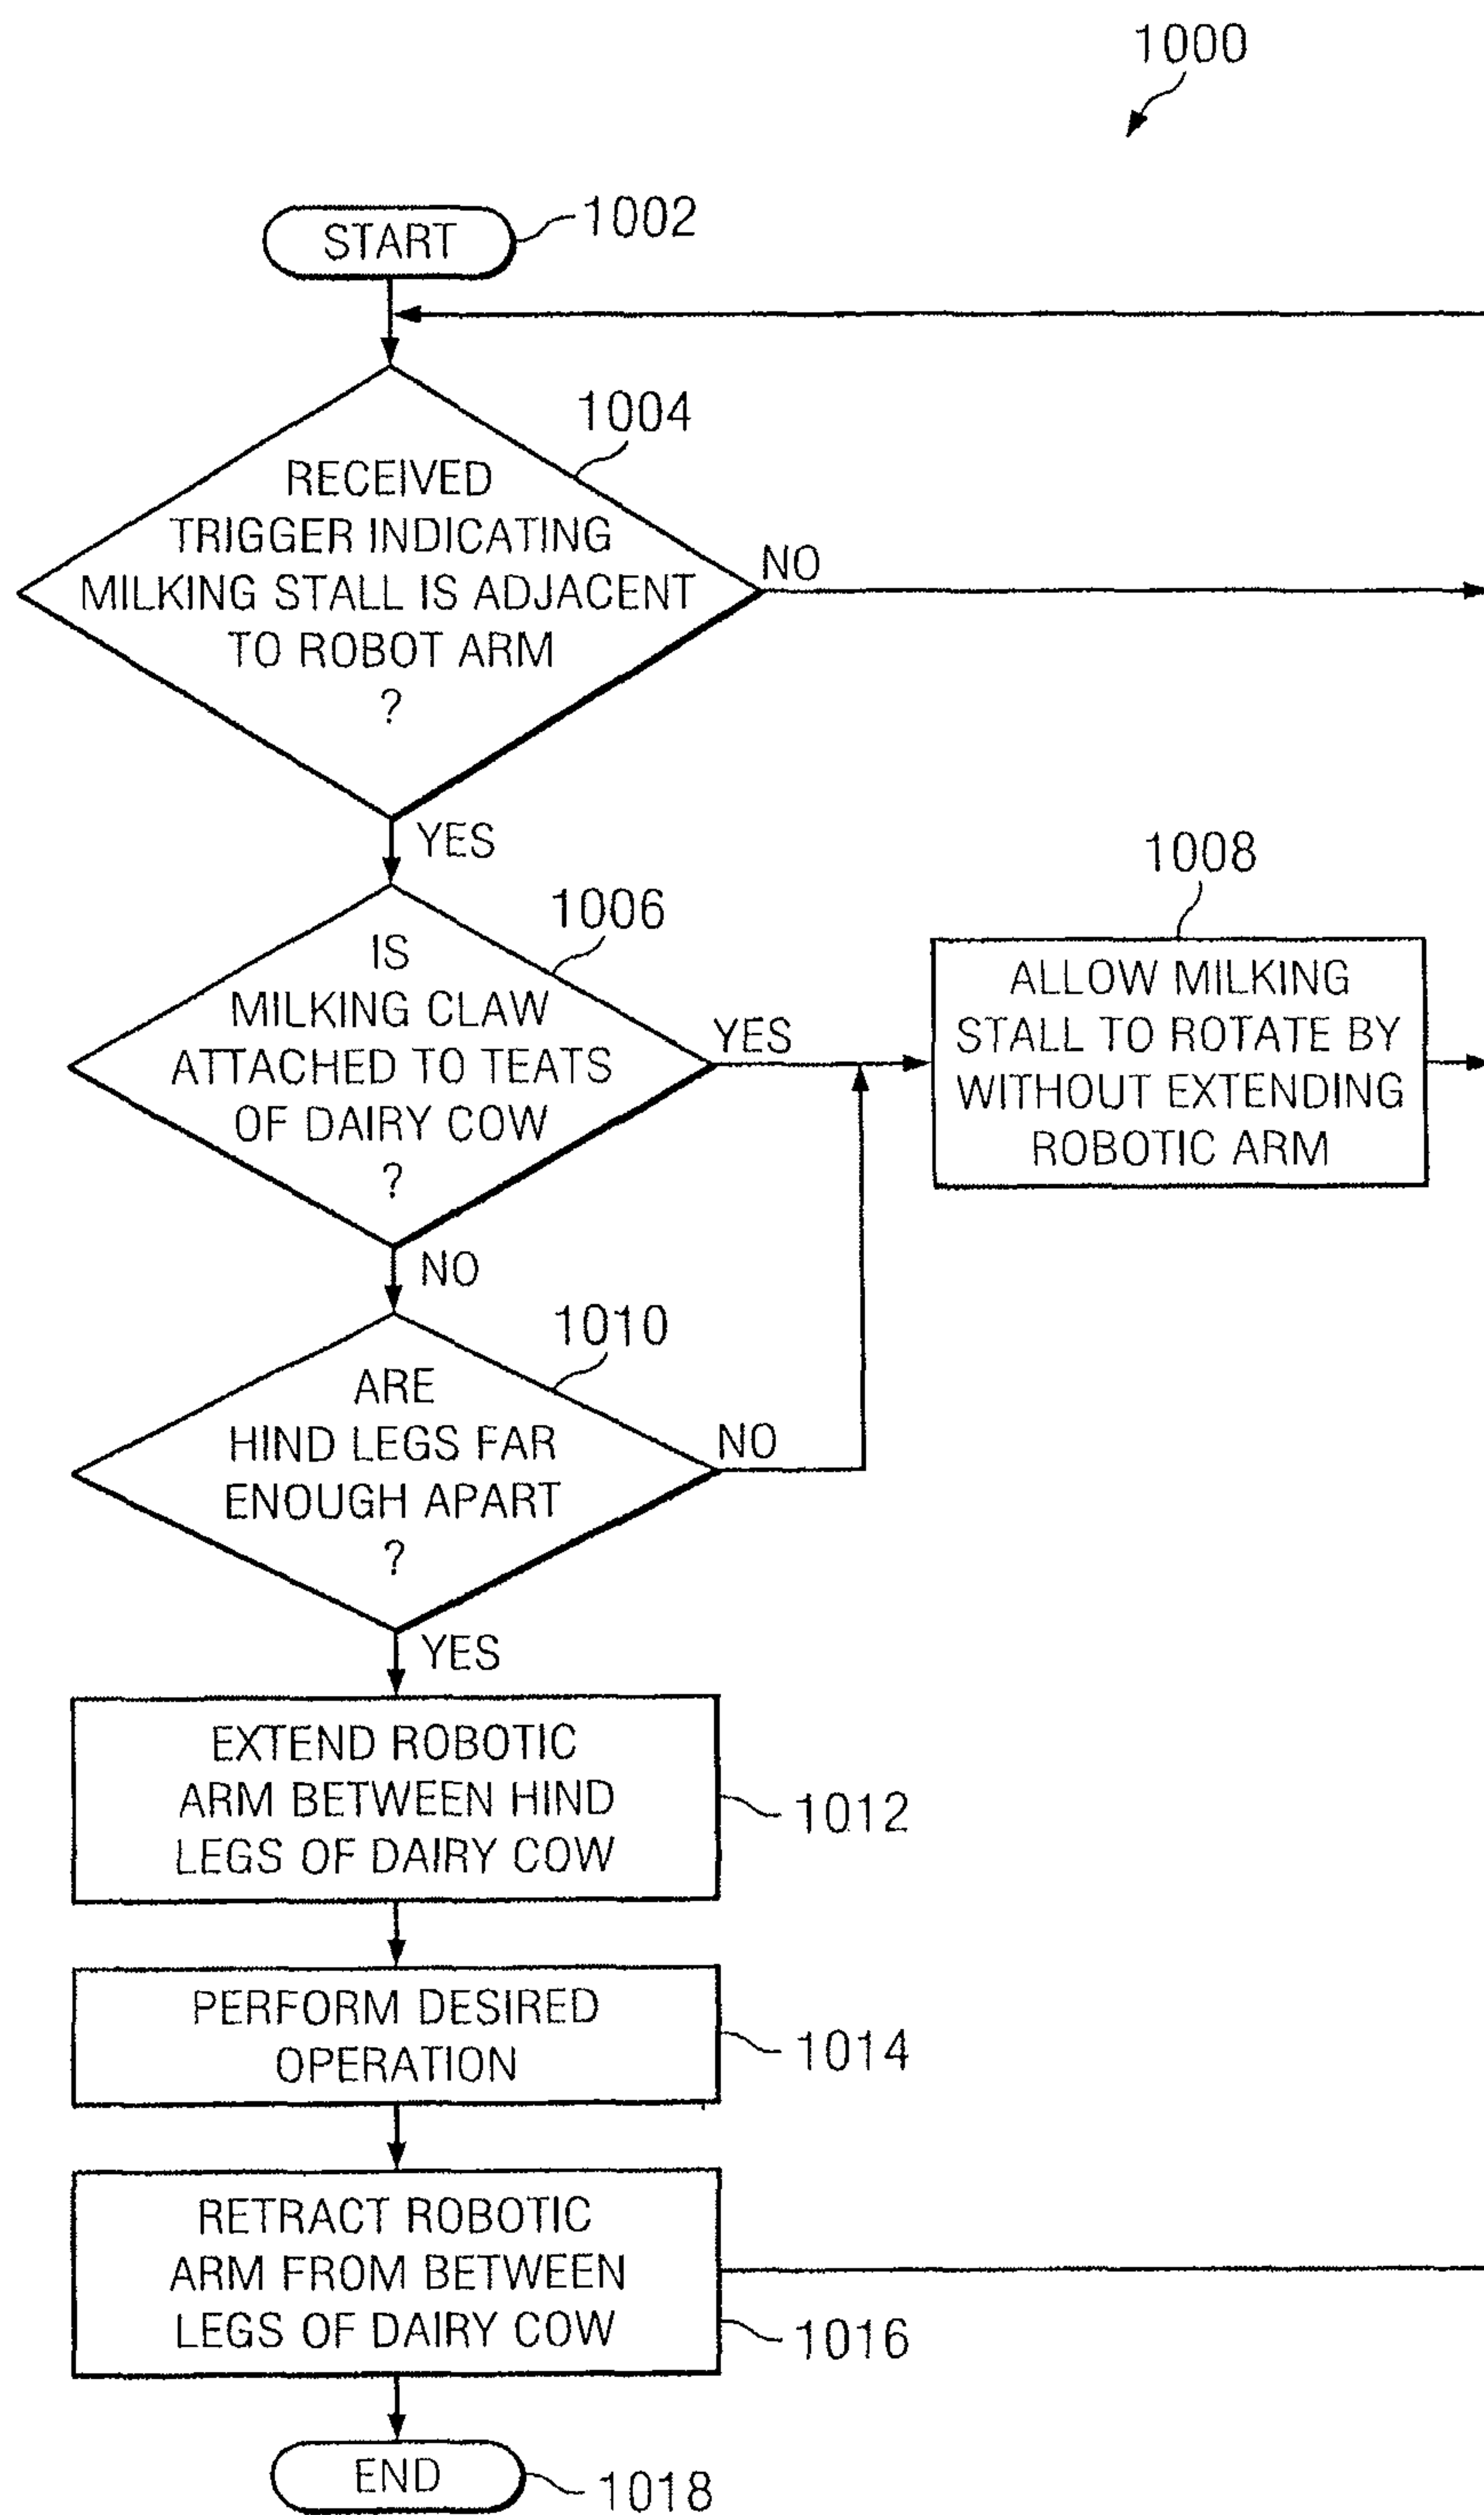 1000
START
1002
1004
RECEIVED
TRIGGER INDICATING
MILKING STALL IS ADJACENT
TO ROBOT ARM
?
NO
YES
1006
IS
MILKING CLAW
ATTACHED TO TEATS
OF DAIRY COW
?
YES
1008
ALLOW MILKING
STALL TO ROTATE BY
WITHOUT EXTENDING
ROBOTIC ARM
NO
1010
ARE
HIND LEGS FAR
ENOUGH APART
?
NO
YES
EXTEND ROBOTIC
ARM BETWEEN HIND
LEGS OF DAIRY COW
1012
PERFORM DESIRED
OPERATION
1014
RETRACT ROBOTIC
ARM FROM BETWEEN
LEGS OF DAIRY COW
1016
END
1018